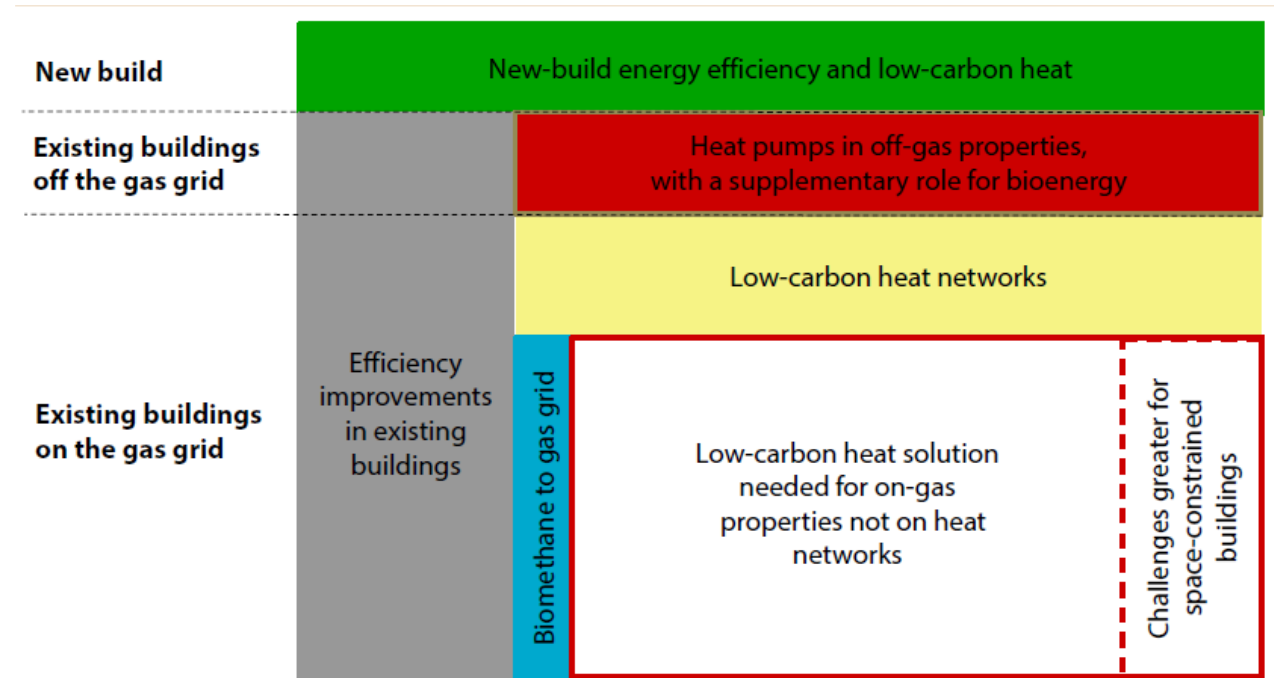 New build
New-build energy efficiency and low-carbon heat
Existing buildings
off the gas grid
Heat pumps in off-gas properties,
with a supplementary role for bioenergy
Existing buildings
on the gas grid
Efficiency
improvements
in existing
buildings
Low-carbon heat networks
Biomethane to gas grid
Low-carbon heat solution
needed for on-gas
properties not on heat
networks
Challenges greater for
space-constrained
buildings